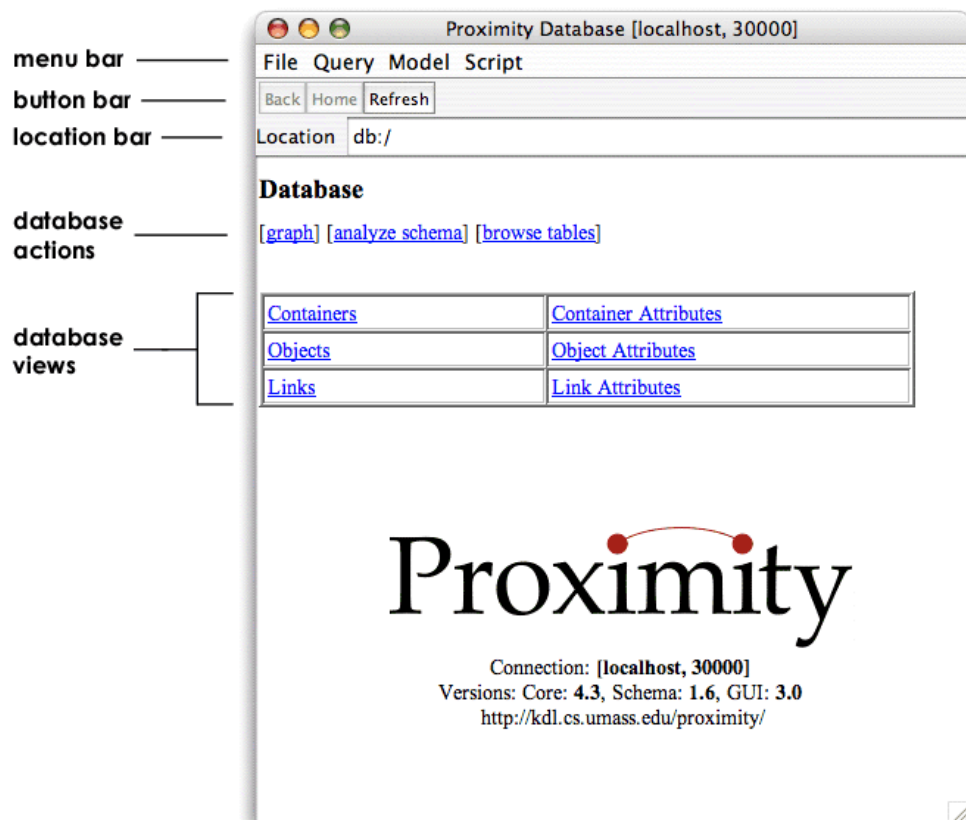 Proximity Database [localhost, 30000]
menu bar
File Query Model Script
button bar
Back Home Refresh
location bar
Location db:/
Database
database
actions
[graph] [analyze schema] [browse tables]
database
views
Containers Container Attributes
Objects Object Attributes
Links Link Attributes
Proximity
Connection: [localhost, 30000]
Versions: Core: 4.3, Schema: 1.6, GUI: 3.0
http://kdl.cs.umass.edu/proximity/